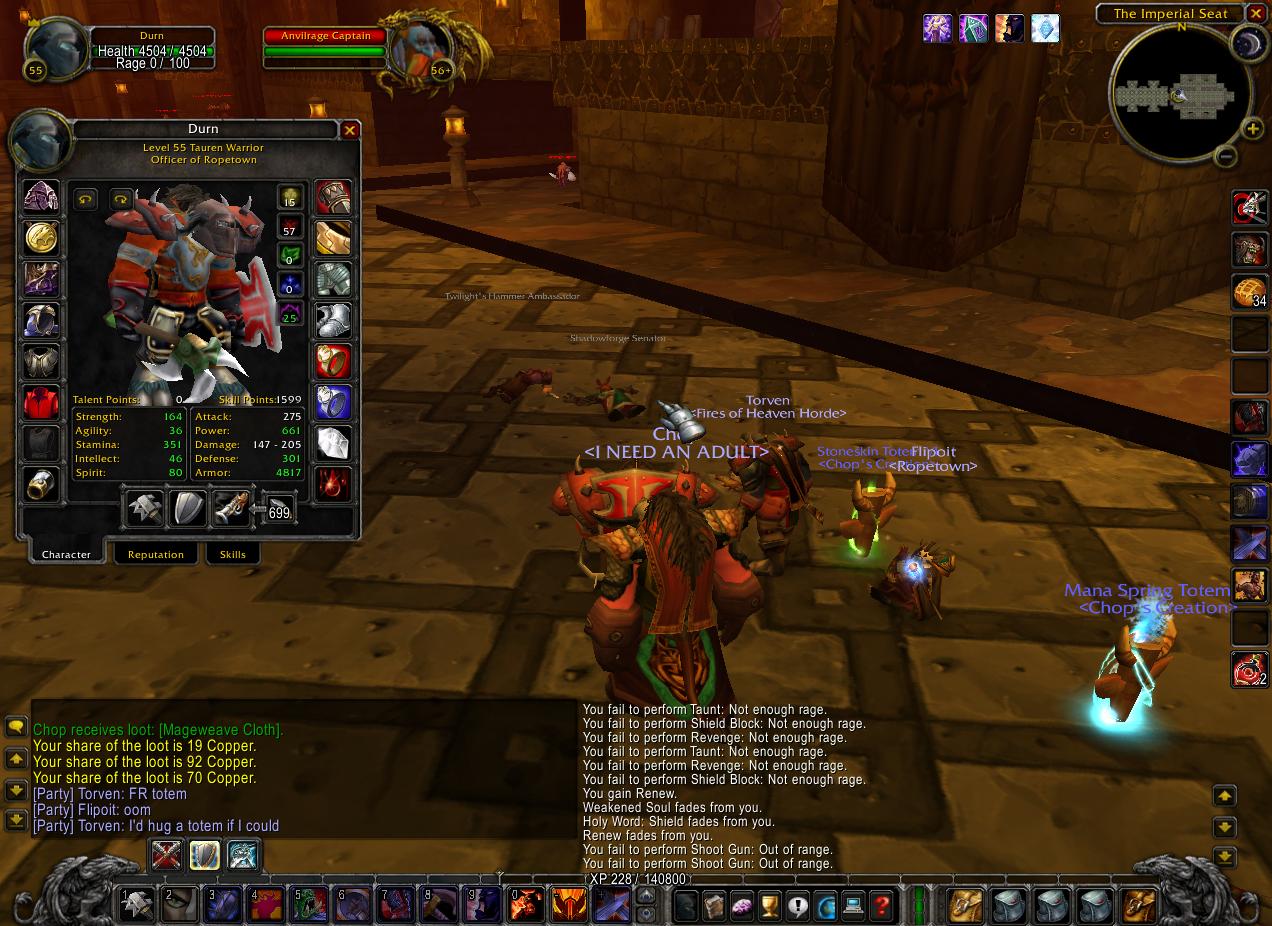 Durn
Health 4504 / 4504
Rage 0 / 100
55
Anvilrage Captain
56+
The Imperial Seat
N
Durn
Level 55 Tauren Warrior
Officer of Ropetown
15
57
0
0
25
Talent Points: 0
Skill Points: 1599
Strength: 164
Agility: 36
Stamina: 351
Intellect: 46
Spirit: 80
Attack: 275
Power: 661
Damage: 147 - 205
Defense: 301
Armor: 4817
699
Character
Reputation
Skills
34
2
Twilight's Hammer Ambassador
Shadowforge Senator
Torven
<Fires of Heaven Horde>
<I NEED AN ADULT>
Stoneskin
Flipoit
<Ropetown>
Mana Spring Totem
<Chop's Creation>
Chop receives loot: [Mageweave Cloth].
Your share of the loot is 19 Copper.
Your share of the loot is 92 Copper.
Your share of the loot is 70 Copper.
[Party] Torven: FR totem
[Party] Flipoit: oom
[Party] Torven: I'd hug a totem if I could
You fail to perform Taunt: Not enough rage.
You fail to perform Shield Block: Not enough rage.
You fail to perform Revenge: Not enough rage.
You fail to perform Taunt: Not enough rage.
You fail to perform Revenge: Not enough rage.
You fail to perform Shield Block: Not enough rage.
You gain Renew.
Weakened Soul fades from you.
Holy Word: Shield fades from you.
Renew fades from you.
You fail to perform Shoot Gun: Out of range.
You fail to perform Shoot Gun: Out of range.
XP 228 / 140800
1 2 3 4 5 6 7 8 9 0